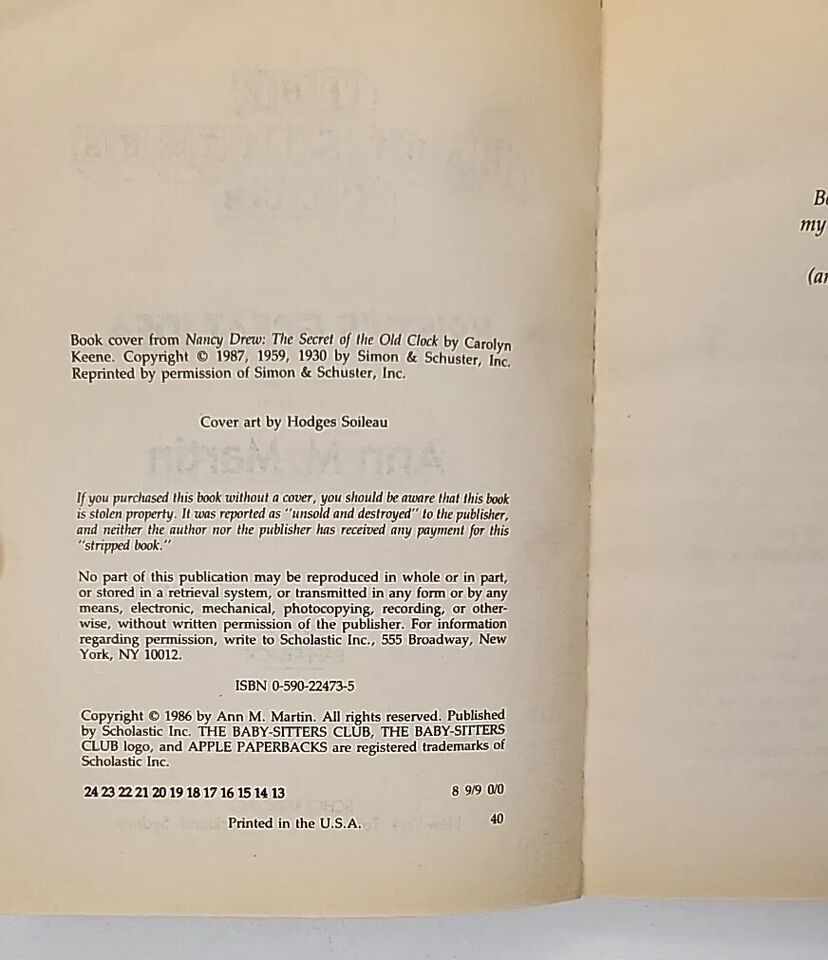 Book cover from Nancy Drew: The Secret of the Old Clock by Carolyn
Keene. Copyright © 1987, 1959, 1930 by Simon & Schuster, Inc.
Reprinted by permission of Simon & Schuster, Inc.
Cover art by Hodges Soileau
Ann M. Martin
If you purchased this book without a cover, you should be aware that this book
is stolen property. It was reported as "unsold and destroyed" to the publisher,
and neither the author nor the publisher has received any payment for this
"stripped book."
No part of this publication may be reproduced in whole or in part,
or stored in a retrieval system, or transmitted in any form or by any
means, electronic, mechanical, photocopying, recording, or other-
wise, without written permission of the publisher. For information
regarding permission, write to Scholastic Inc., 555 Broadway, New
York, NY 10012.
ISBN 0-590-22473-5
Copyright © 1986 by Ann M. Martin. All rights reserved. Published
by Scholastic Inc. THE BABY-SITTERS CLUB, THE BABY-SITTERS
CLUB logo, and APPLE PAPERBACKS are registered trademarks of
Scholastic Inc.
24 23 22 21 20 19 18 17 16 15 14 13 8 9/9 0/0
Printed in the U.S.A. 40
my